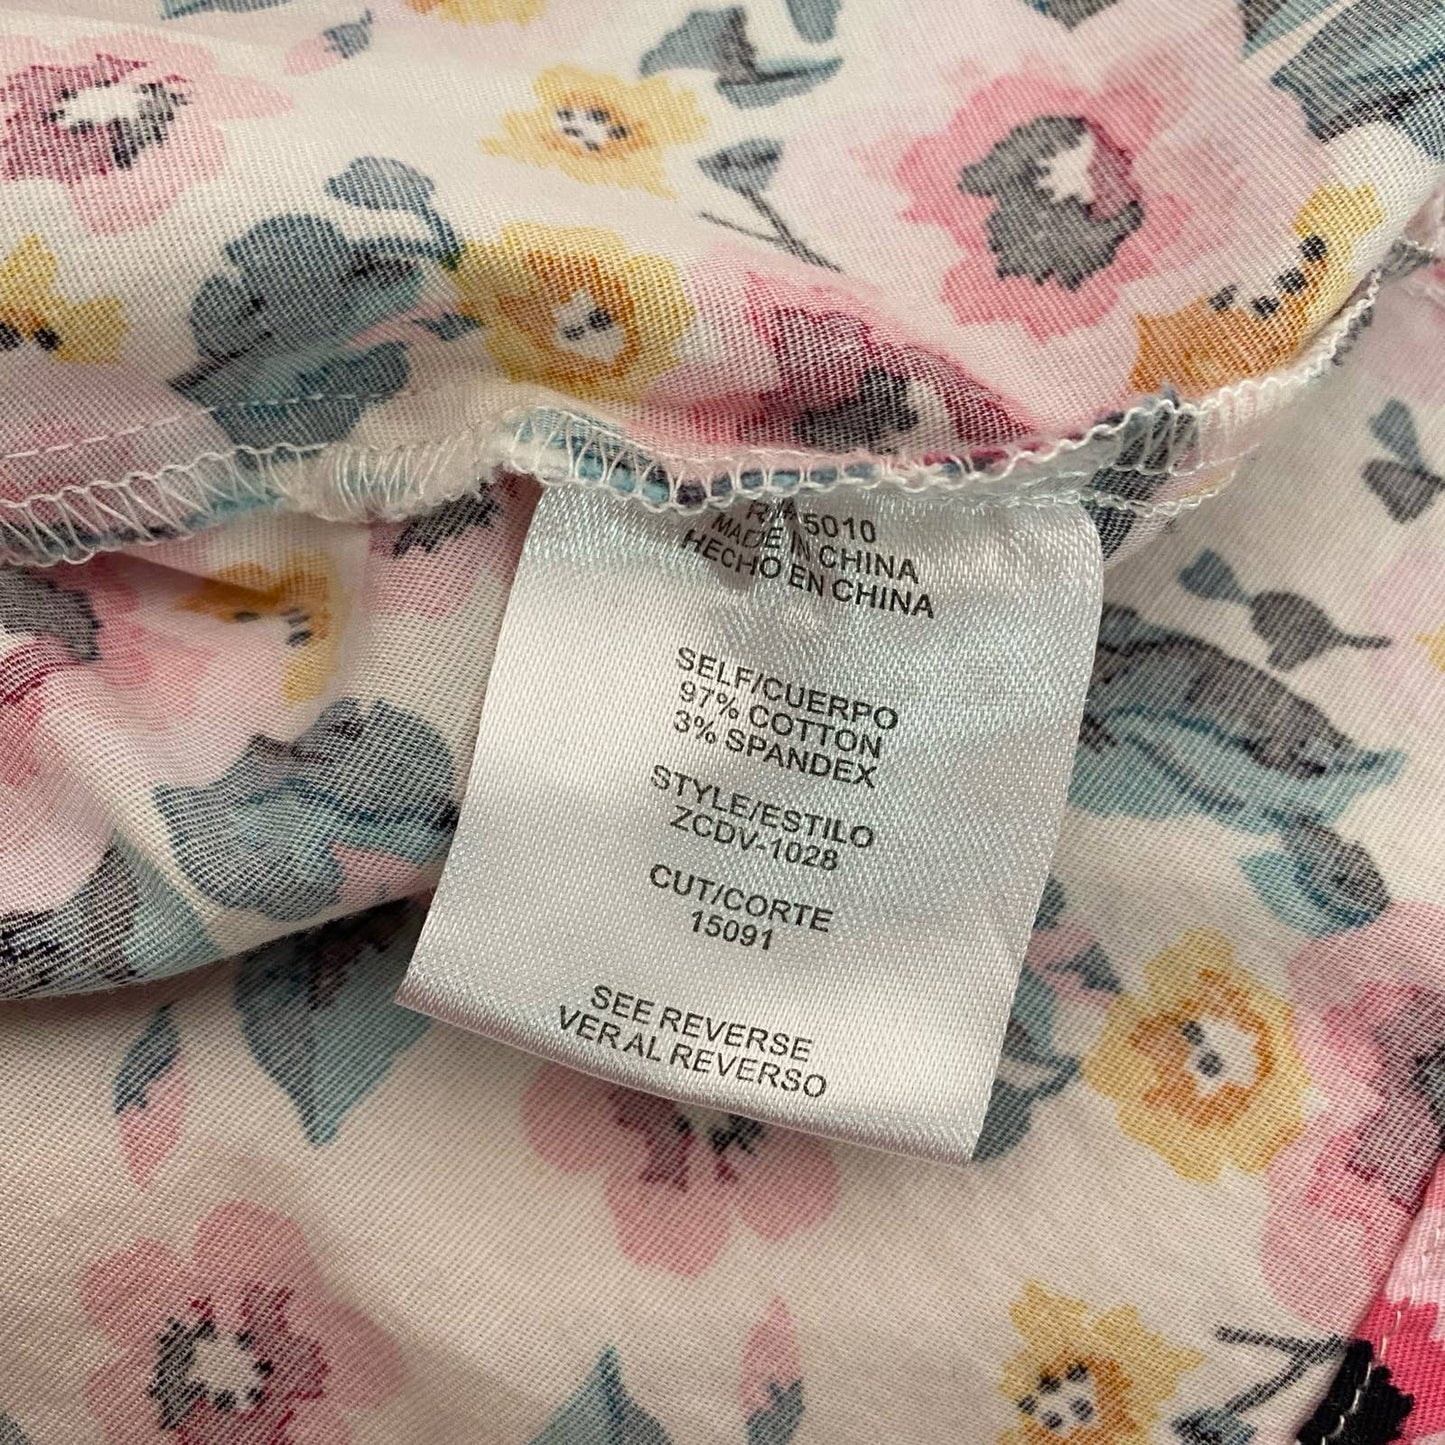 5010
MADE IN CHINA
HECHO EN CHINA
SELF/CUERPO
97% COTTON
3% SPANDEX
STYLE/ESTILO
ZCDV-1028
CUT/CORTE
15091
SEE REVERSE
VER AL REVERSO